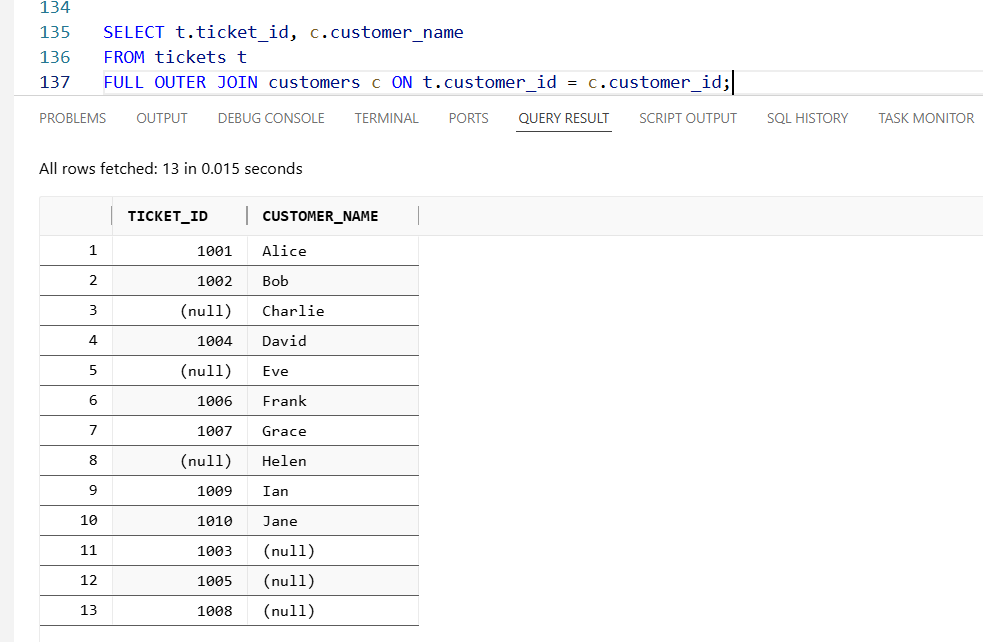 134
135 SELECT t.ticket_id, c.customer_name
136 FROM tickets t
137 FULL OUTER JOIN customers c ON t.customer_id = c.customer_id;
PROBLEMS OUTPUT DEBUG CONSOLE TERMINAL PORTS QUERY RESULT SCRIPT OUTPUT SQL HISTORY TASK MONITOR
All rows fetched: 13 in 0.015 seconds
TICKET_ID CUSTOMER_NAME
1 1001 Alice
2 1002 Bob
3 (null) Charlie
4 1004 David
5 (null) Eve
6 1006 Frank
7 1007 Grace
8 (null) Helen
9 1009 Ian
10 1010 Jane
11 1003 (null)
12 1005 (null)
13 1008 (null)